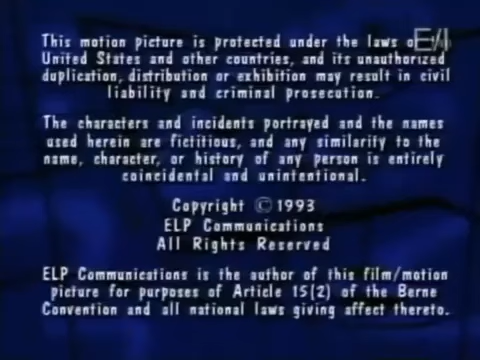 E/I
This motion picture is protected under the laws of the
United States and other countries, and its unauthorized
duplication, distribution or exhibition may result in civil
liability and criminal prosecution.
The characters and incidents portrayed and the names
used herein are fictitious, and any similarity to the
name, character, or history of any person is entirely
coincidental and unintentional.
Copyright © 1993
ELP Communications
All Rights Reserved
ELP Communications is the author of this film/motion
picture for purposes of Article 15(2) of the Berne
Convention and all national laws giving affect thereto.